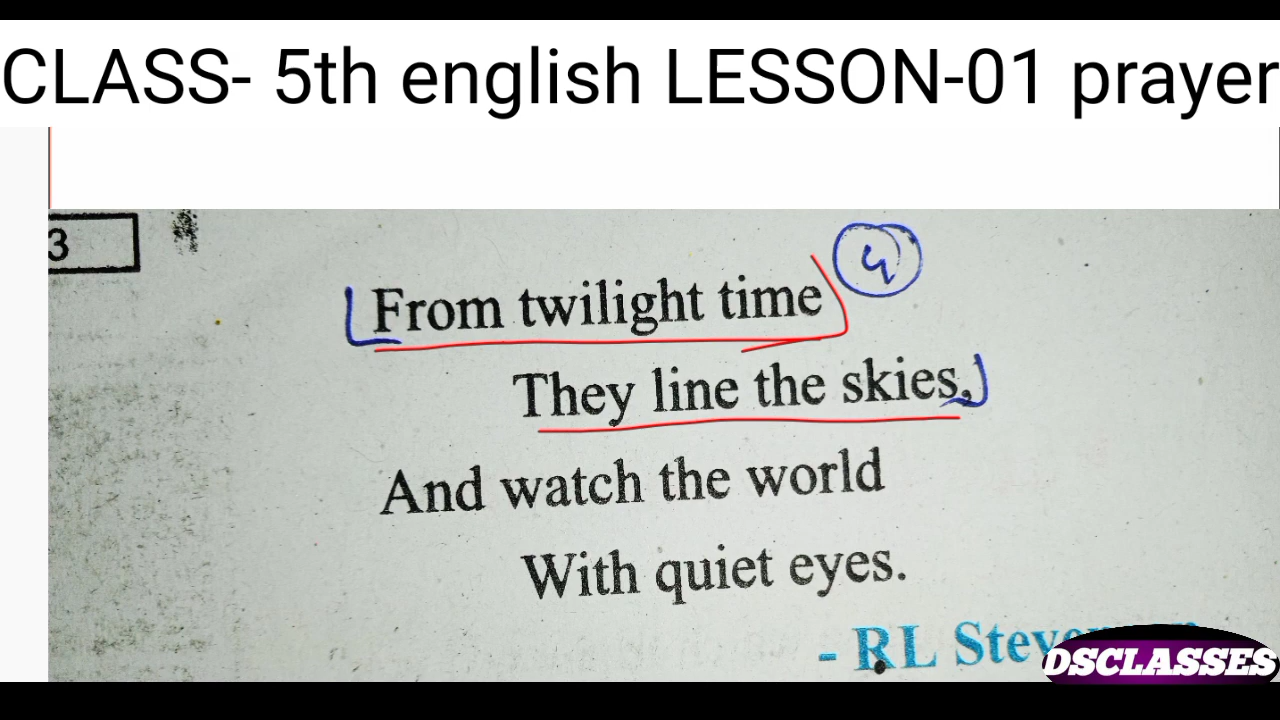 CLASS- 5th english LESSON-01 prayer
3
4
From twilight time
They line the skies,
And watch the world
With quiet eyes.
- RL
DSCLASSES